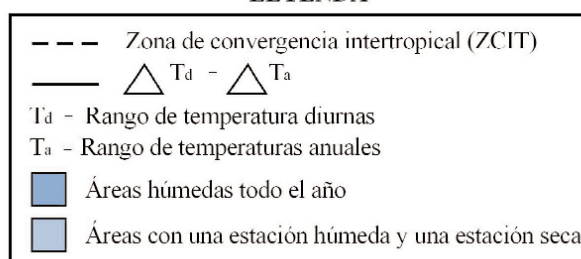 LEYENDA
Zona de convergencia intertropical (ZCIT)
Td - Ta
Td - Rango de temperatura diurnas
Ta - Rango de temperaturas anuales
Áreas húmedas todo el año
Áreas con una estación húmeda y una estación seca